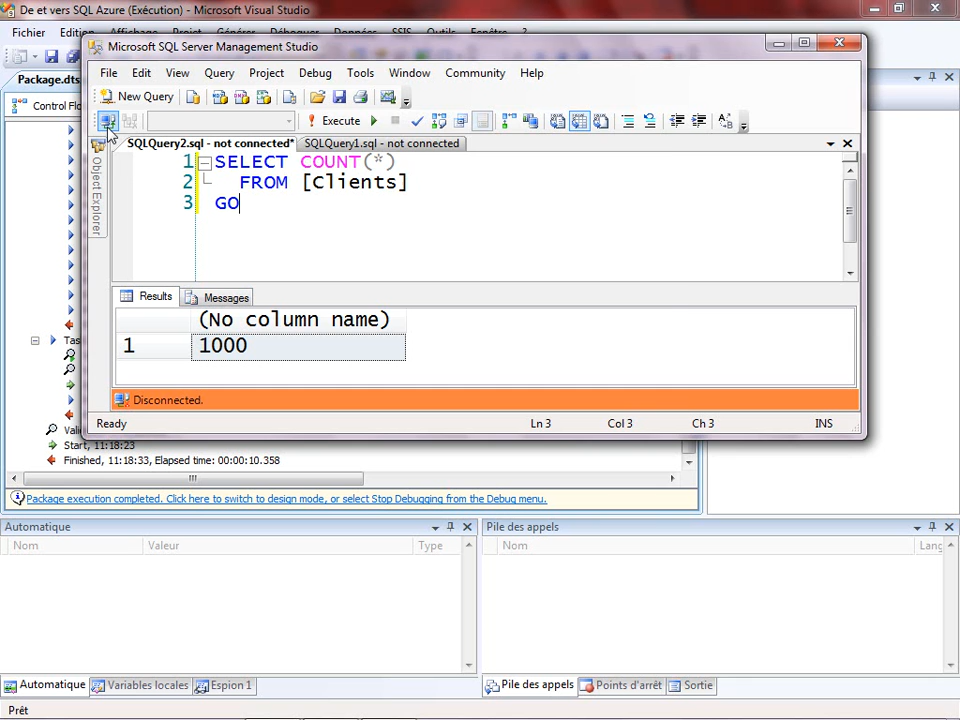 De et vers SQL Azure (Exécution) - Microsoft Visual Studio
Fichier Edition
Microsoft SQL Server Management Studio
File Edit View Query Project Debug Tools Window Community Help
New Query
Execute
Package.dts
Control Flo
Object Explorer
SQLQuery2.sql - not connected* SQLQuery1.sql - not connected
1 SELECT COUNT(*)
2 FROM [Clients]
3 GO
Results Messages
(No column name)
1 1000
Disconnected.
Ready Ln 3 Col 3 Ch 3 INS
Tas
Vali
Start, 11:18:23
Finished, 11:18:33, Elapsed time: 00:00:10.358
Package execution completed. Click here to switch to design mode, or select Stop Debugging from the Debug menu.
Automatique
Nom Valeur Type
Pile des appels
Nom Lang
Automatique Variables locales Espion 1
Pile des appels Points d'arrêt Sortie
Prêt